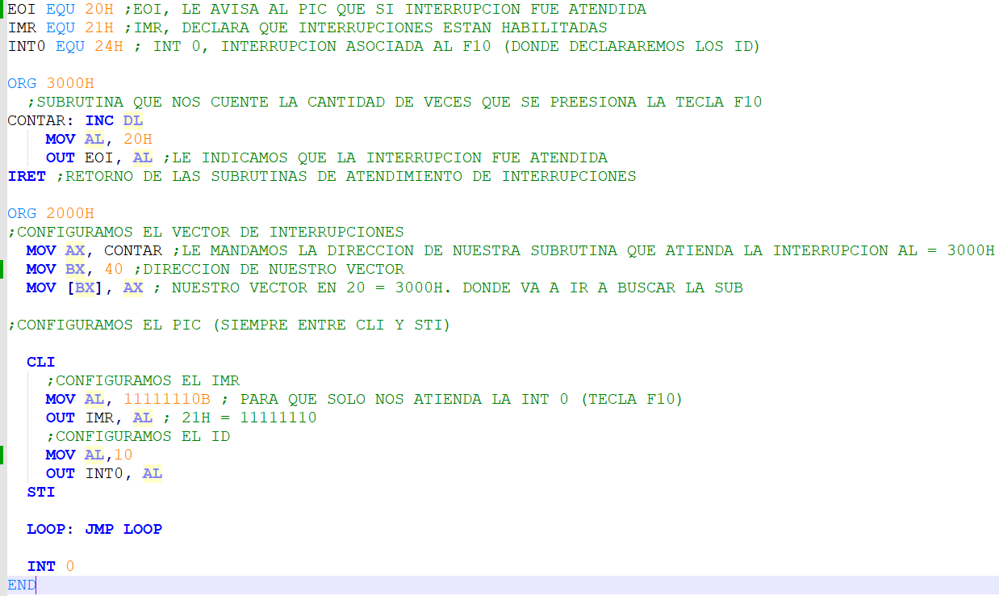 EOI EQU 20H ;EOI, LE AVISA AL PIC QUE SI INTERRUPCION FUE ATENDIDA
IMR EQU 21H ;IMR, DECLARA QUE INTERRUPCIONES ESTAN HABILITADAS
INT0 EQU 24H ; INT 0, INTERRUPCION ASOCIADA AL F10 (DONDE DECLARAREMOS LOS ID)
ORG 3000H
;SUBRUTINA QUE NOS CUENTE LA CANTIDAD DE VECES QUE SE PREESIONA LA TECLA F10
CONTAR: INC DL
MOV AL, 20H
OUT EOI, AL ;LE INDICAMOS QUE LA INTERRUPCION FUE ATENDIDA
IRET ;RETORNO DE LAS SUBRUTINAS DE ATENDIMIENTO DE INTERRUPCIONES
ORG 2000H
;CONFIGURAMOS EL VECTOR DE INTERRUPCIONES
MOV AX, CONTAR ;LE MANDAMOS LA DIRECCION DE NUESTRA SUBRUTINA QUE ATIENDA LA INTERRUPCION AL = 3000H
MOV BX, 40 ;DIRECCION DE NUESTRO VECTOR
MOV [BX], AX ; NUESTRO VECTOR EN 20 = 3000H. DONDE VA A IR A BUSCAR LA SUB
;CONFIGURAMOS EL PIC (SIEMPRE ENTRE CLI Y STI)
CLI
;CONFIGURAMOS EL IMR
MOV AL, 11111110B ; PARA QUE SOLO NOS ATIENDA LA INT 0 (TECLA F10)
OUT IMR, AL ; 21H = 11111110
;CONFIGURAMOS EL ID
MOV AL,10
OUT INT0, AL
STI
LOOP: JMP LOOP
INT 0
END